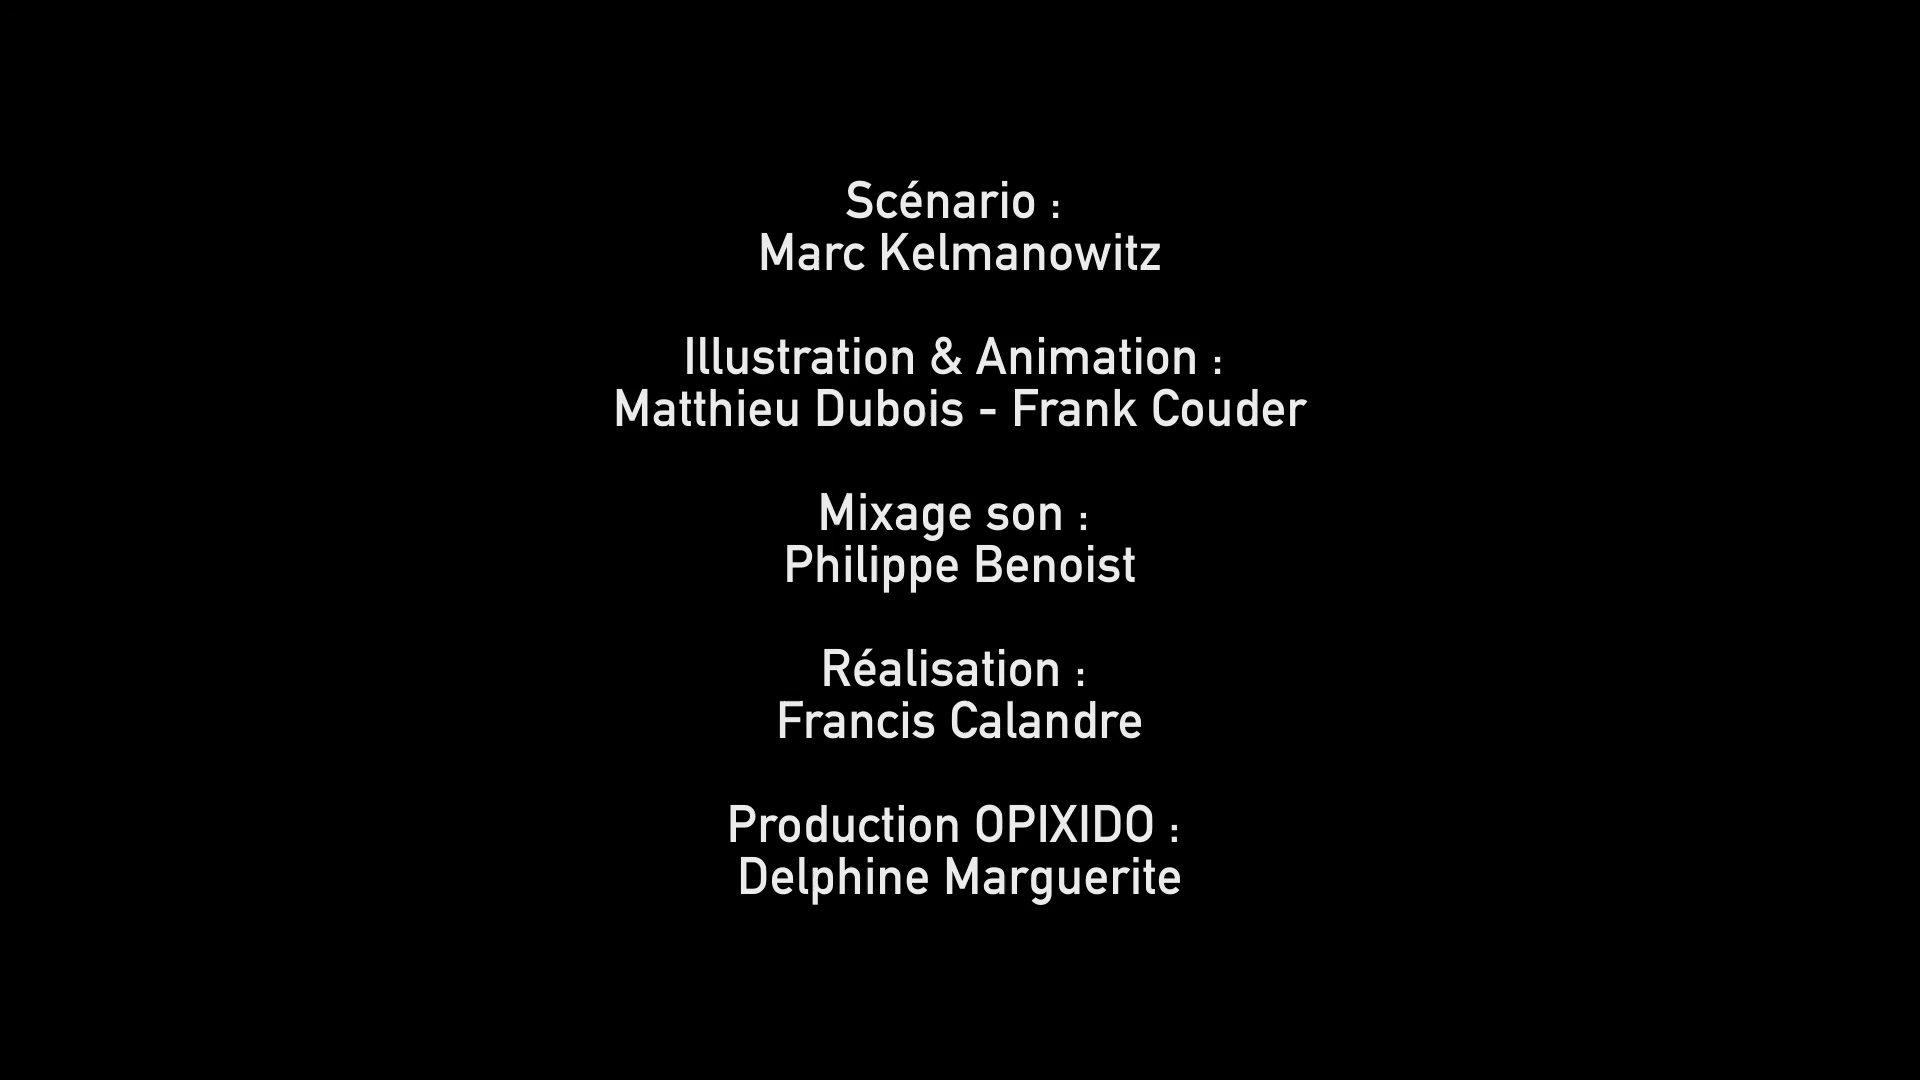 Scénario :
Marc Kelmanowitz
Illustration & Animation :
Matthieu Dubois - Frank Couder
Mixage son :
Philippe Benoist
Réalisation :
Francis Calandre
Production OPIXIDO :
Delphine Marguerite